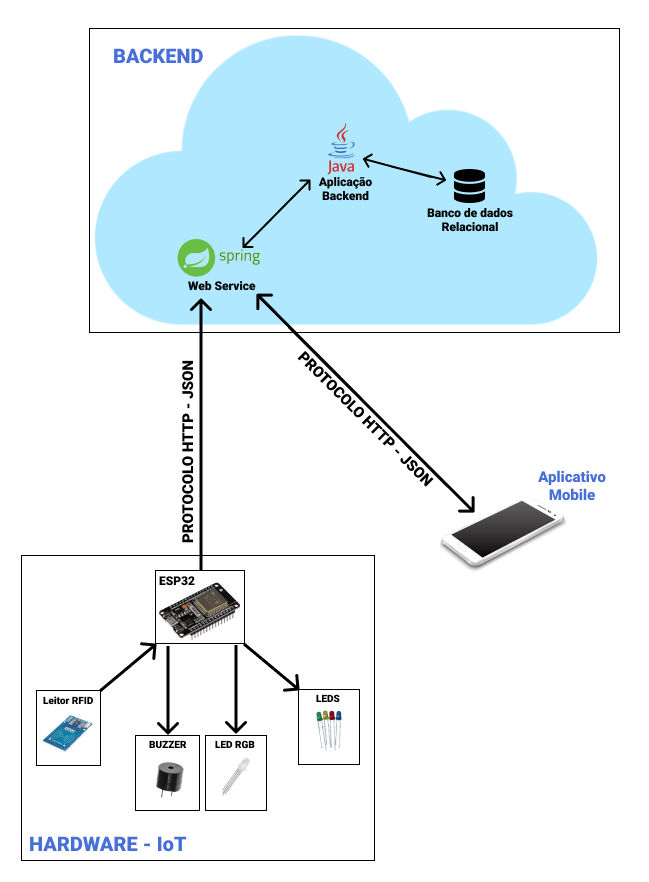 BACKEND
Java
Aplicação
Backend
Banco de dados
Relacional
spring
Web Service
PROTOCOLO HTTP - JSON
PROTOCOLO HTTP - JSON
Aplicativo
Mobile
ESP32
Leitor RFID
LEDS
BUZZER
LED RGB
HARDWARE - IoT